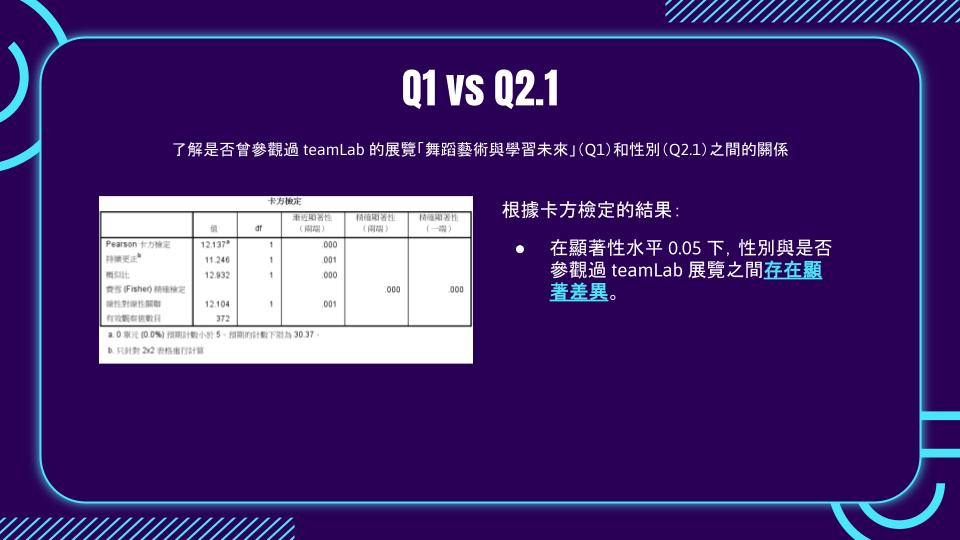 Q1 vs Q2.1
了解是否曾參觀過 teamLab 的展覽「舞蹈藝術與學習未來」（Q1）和性別（Q2.1）之間的關係
卡方檢定
值 df 漸近顯著性（兩端） 精確顯著性（兩端） 精確顯著性（一端）
Pearson 卡方檢定 12.137a 1 .000
持續更正b 11.246 1 .001
概似比 12.932 1 .000
費雪 (Fisher) 精確檢定 .000 .000
線性對線性關聯 12.104 1 .001
有效觀察值數目 372
a. 0 單元 (0.0%) 預期計數小於 5。預期的計數下限為 30.37。
b. 只針對 2x2 表格進行計算
根據卡方檢定的結果：
● 在顯著性水平 0.05 下，性別與是否
參觀過 teamLab 展覽之間存在顯
著差異。